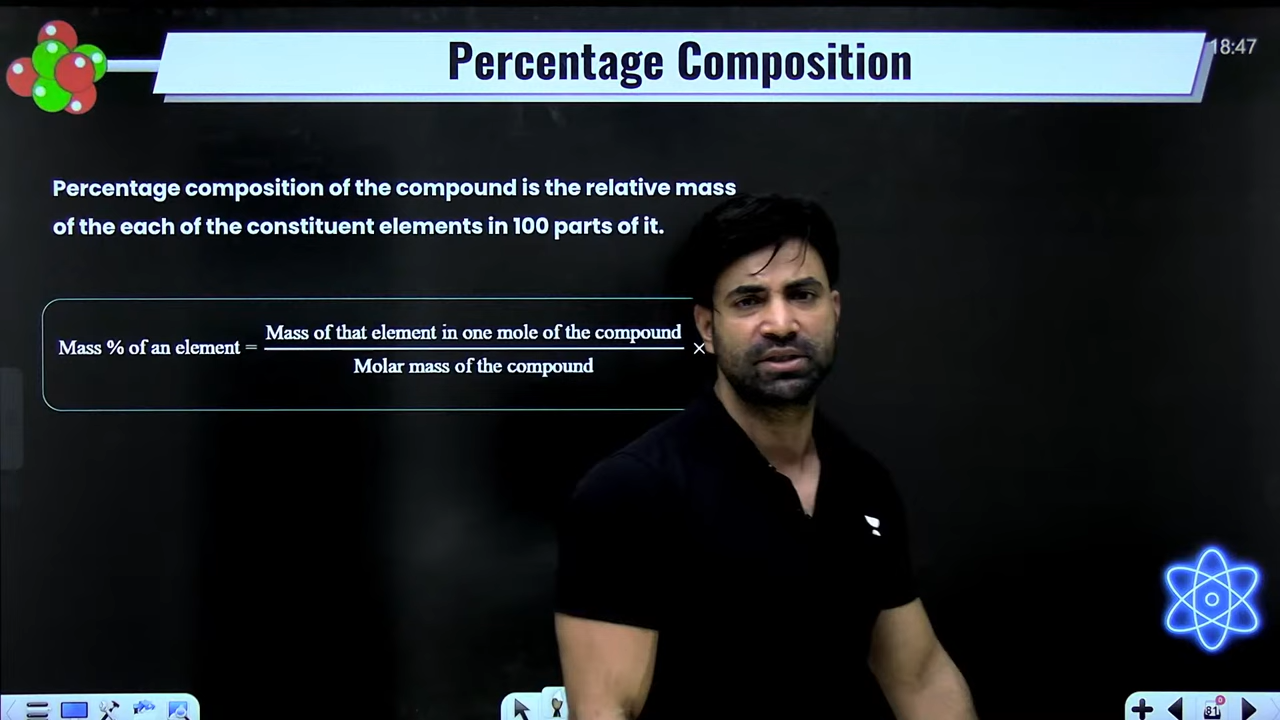 Percentage Composition
18:47
Percentage composition of the compound is the relative mass
of the each of the constituent elements in 100 parts of it.
Mass % of an element = Mass of that element in one mole of the compound
Molar mass of the compound
×
81